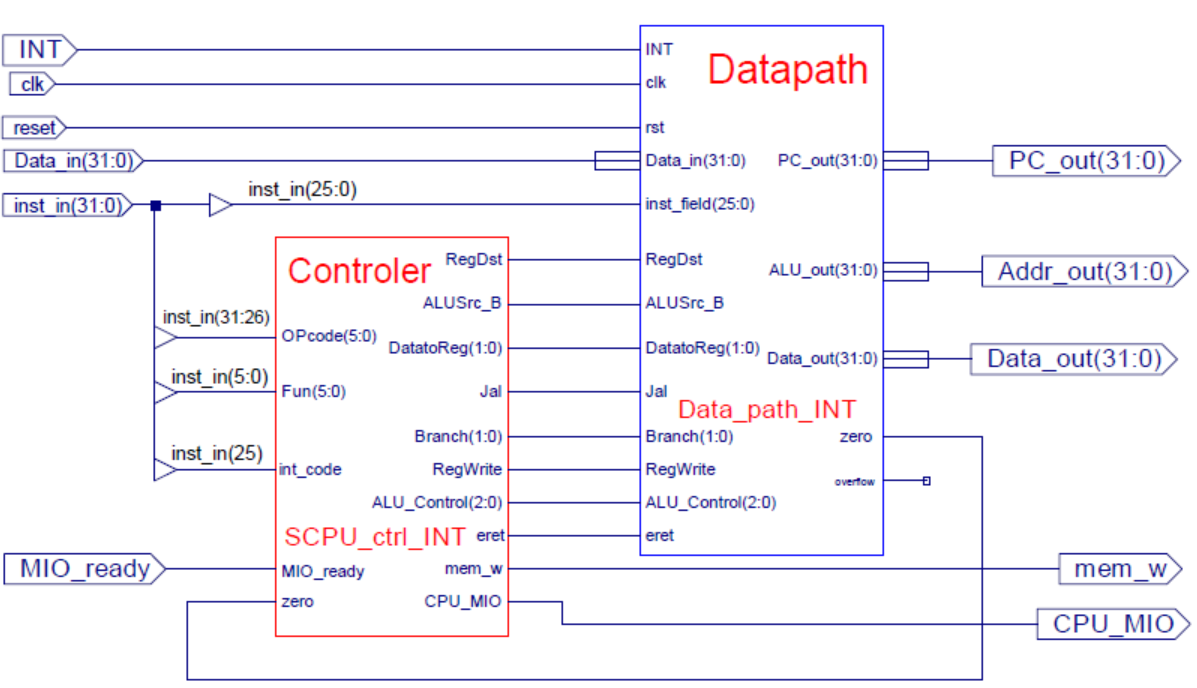 INT
clk
reset
Data_in(31:0)
inst_in(31:0)
inst_in(25:0)
inst_in(31:26)
inst_in(5:0)
inst_in(25)
MIO_ready
Controler
OPcode(5:0)
Fun(5:0)
int_code
SCPU_ctrl_INT
MIO_ready
zero
RegDst
ALUSrc_B
DatatoReg(1:0)
Jal
Branch(1:0)
RegWrite
ALU_Control(2:0)
eret
mem_w
CPU_MIO
Datapath
INT
clk
rst
Data_in(31:0)
inst_field(25:0)
RegDst
ALUSrc_B
DatatoReg(1:0)
Jal
Data_path_INT
Branch(1:0)
RegWrite
ALU_Control(2:0)
eret
PC_out(31:0)
ALU_out(31:0)
Data_out(31:0)
zero
overflow
PC_out(31:0)
Addr_out(31:0)
Data_out(31:0)
mem_w
CPU_MIO